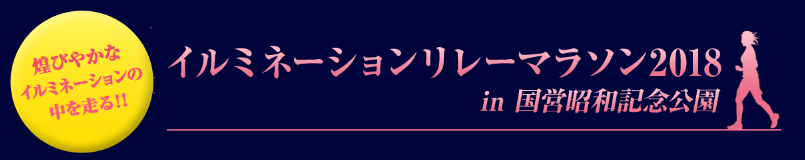 煌びやかな
イルミネーションの
中を走る!!
イルミネーションリレーマラソン2018
in 国営昭和記念公園